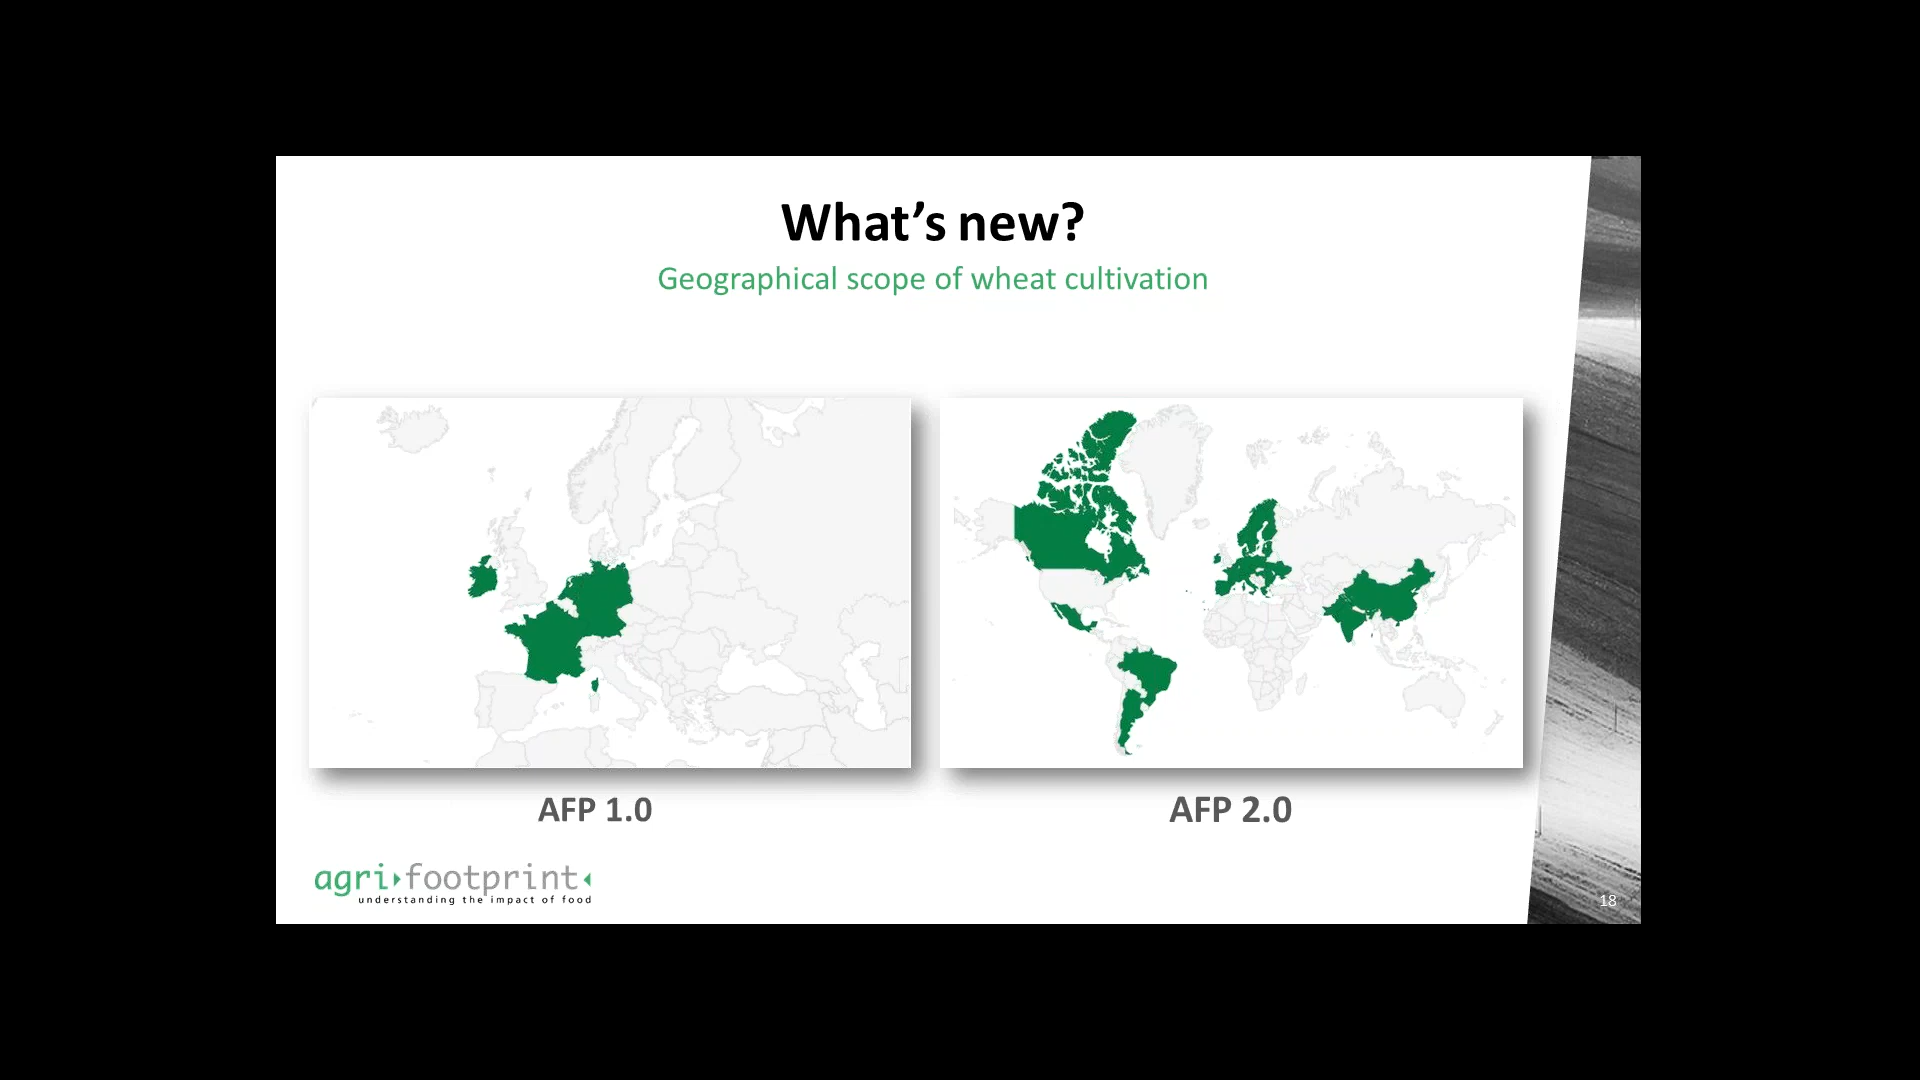 What’s new?
Geographical scope of wheat cultivation
AFP 1.0
AFP 2.0
agri footprint
understanding the impact of food
18